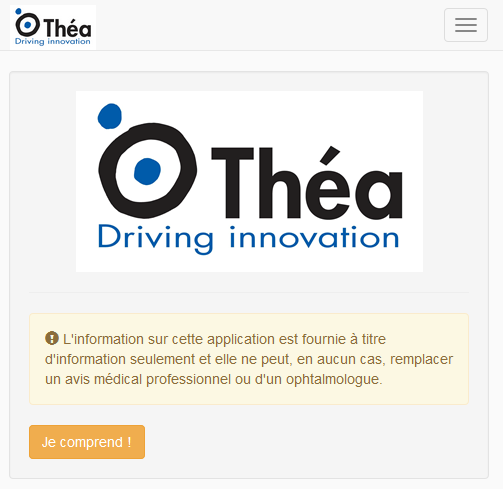 Théa
Driving innovation
Théa
Driving innovation
L'information sur cette application est fournie à titre
d'information seulement et elle ne peut, en aucun cas, remplacer
un avis médical professionnel ou d'un ophtalmologue.
Je comprend !